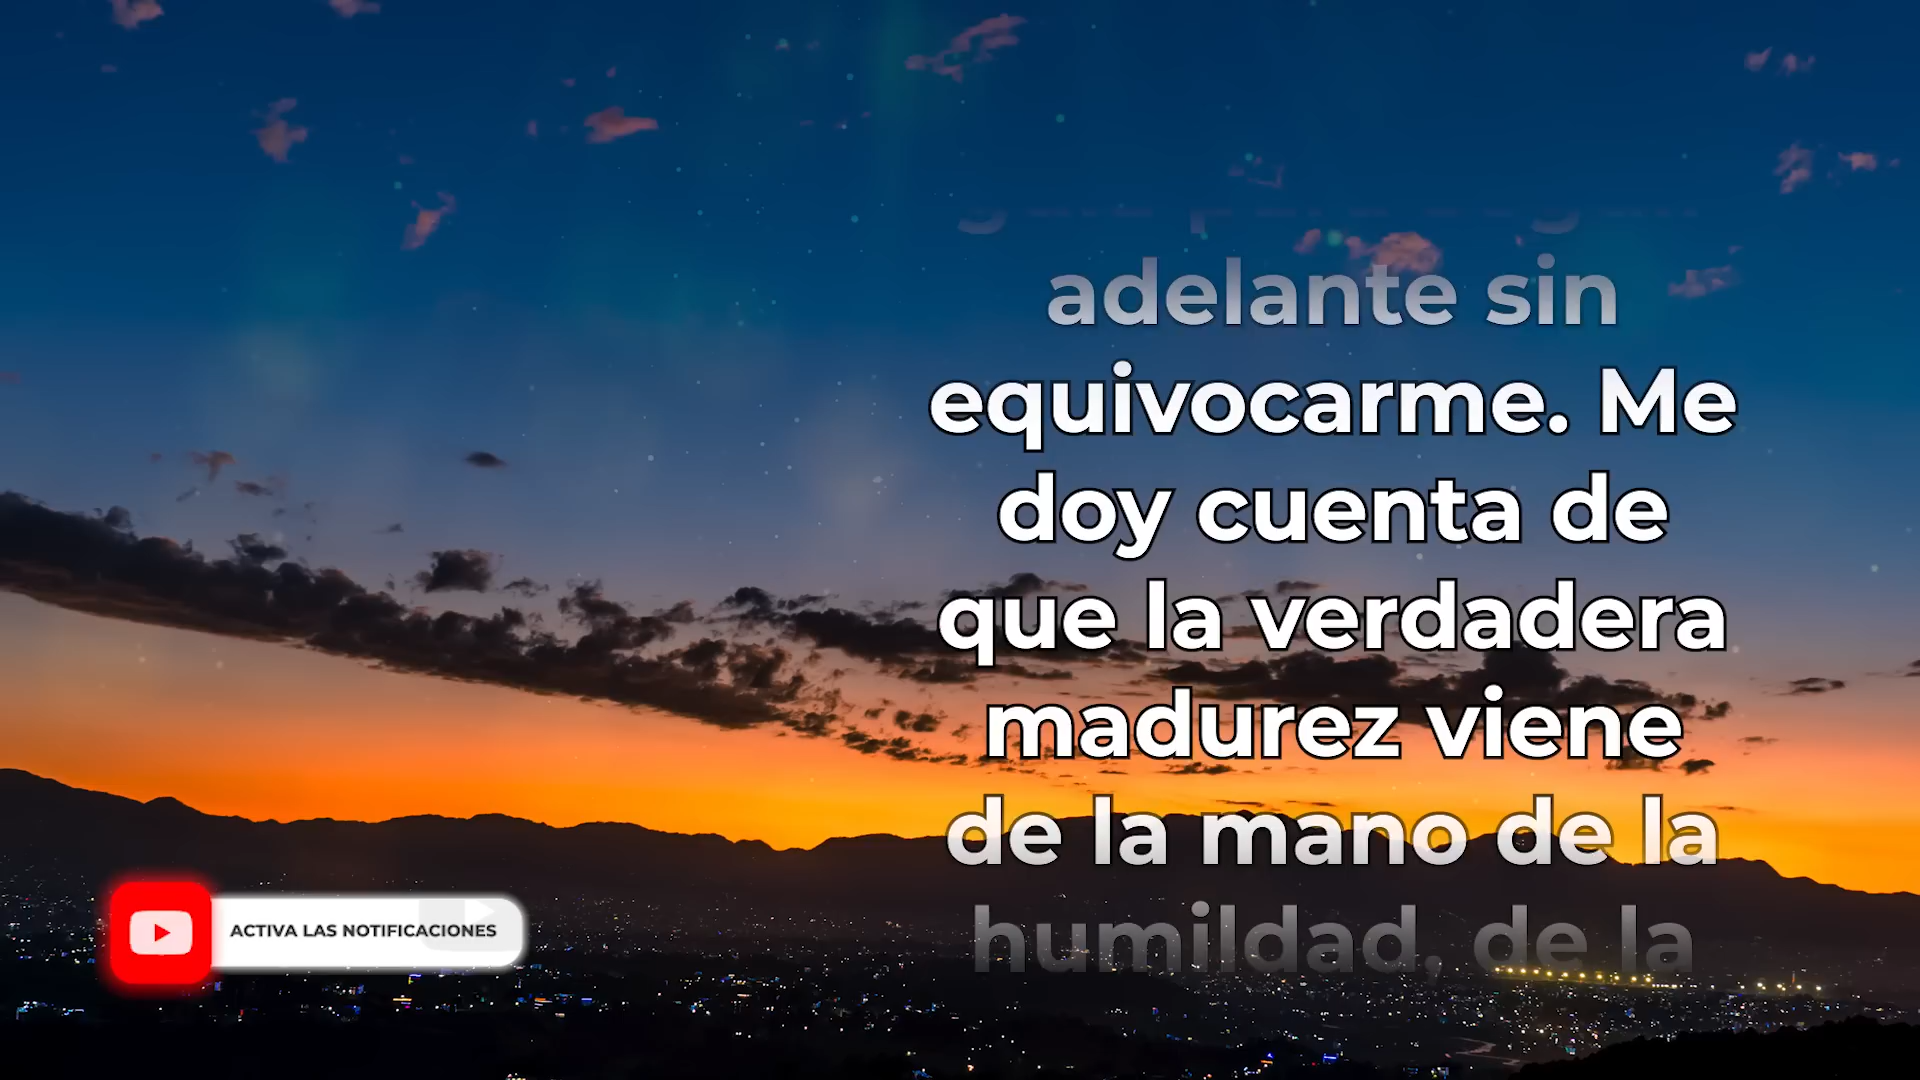 adelante sin
equivocarme. Me
doy cuenta de
que la verdadera
madurez viene
de la mano de la
humildad, de la
ACTIVA LAS NOTIFICACIONES